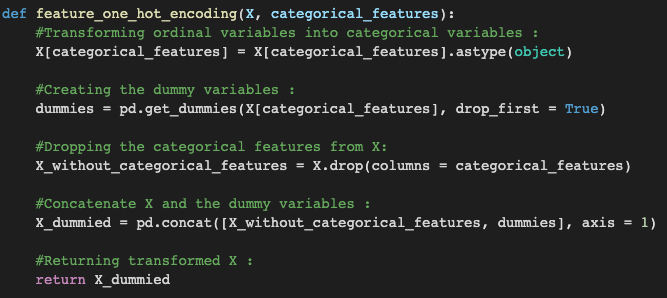 def feature_one_hot_encoding(X, categorical_features):
    #Transforming ordinal variables into categorical variables :
    X[categorical_features] = X[categorical_features].astype(object)

    #Creating the dummy variables :
    dummies = pd.get_dummies(X[categorical_features], drop_first = True)

    #Dropping the categorical features from X:
    X_without_categorical_features = X.drop(columns = categorical_features)

    #Concatenate X and the dummy variables :
    X_dummied = pd.concat([X_without_categorical_features, dummies], axis = 1)

    #Returning transformed X :
    return X_dummied